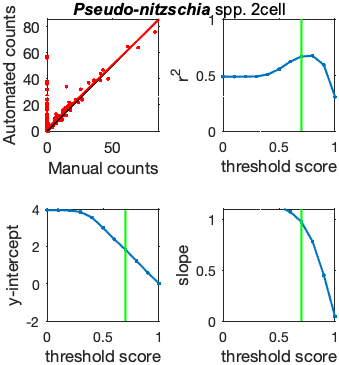 Pseudo-nitzschia spp. 2cell
Automated counts
80
60
40
20
0
0
50
Manual counts
r2
1
0.5
0
0
0.5
1
threshold score
y-intercept
4
2
0
-2
0
0.5
1
threshold score
slope
1
0.5
0
0
0.5
1
threshold score